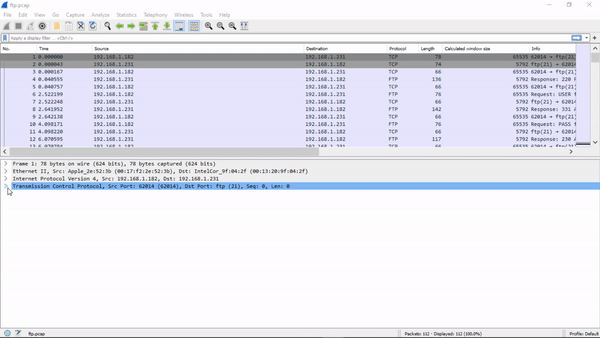 ftp.pcap
File Edit View Go Capture Analyze Statistics Telephony Wireless Tools Help
Apply a display filter ... <Ctrl-/>
No. Time Source Destination Protocol Length Calculated window size Info
1 0.000000 192.168.1.182 192.168.1.231 TCP 78 65535 62014 → ftp(21)
2 0.000043 192.168.1.231 192.168.1.182 TCP 74 5792 ftp(21) → 62014
3 0.000167 192.168.1.182 192.168.1.231 TCP 66 65535 62014 → ftp(21)
4 0.040555 192.168.1.231 192.168.1.182 FTP 136 5792 Response: 220
5 0.040757 192.168.1.182 192.168.1.231 TCP 66 65535 62014 → ftp(21)
6 2.522199 192.168.1.182 192.168.1.231 FTP 76 65535 Request: USER
7 2.522248 192.168.1.231 192.168.1.182 TCP 66 5792 ftp(21) → 62014
8 2.641952 192.168.1.231 192.168.1.182 FTP 142 5792 Response: 331
9 2.642138 192.168.1.182 192.168.1.231 TCP 66 65535 62014 → ftp(21)
10 4.098171 192.168.1.182 192.168.1.231 FTP 76 65535 Request: PASS
11 4.098220 192.168.1.231 192.168.1.182 TCP 66 5792 ftp(21) → 62014
12 6.070595 192.168.1.231 192.168.1.182 FTP 117 5792 Response: 230
Frame 1: 78 bytes on wire (624 bits), 78 bytes captured (624 bits)
Ethernet II, Src: Apple_2e:52:3b (00:17:f2:2e:52:3b), Dst: IntelCor_9f:04:2f (00:13:20:9f:04:2f)
Internet Protocol Version 4, Src: 192.168.1.182, Dst: 192.168.1.231
Transmission Control Protocol, Src Port: 62014 (62014), Dst Port: ftp (21), Seq: 0, Len: 0
ftp.pcap Packets: 112 · Displayed: 112 (100.0%) Profile: Default